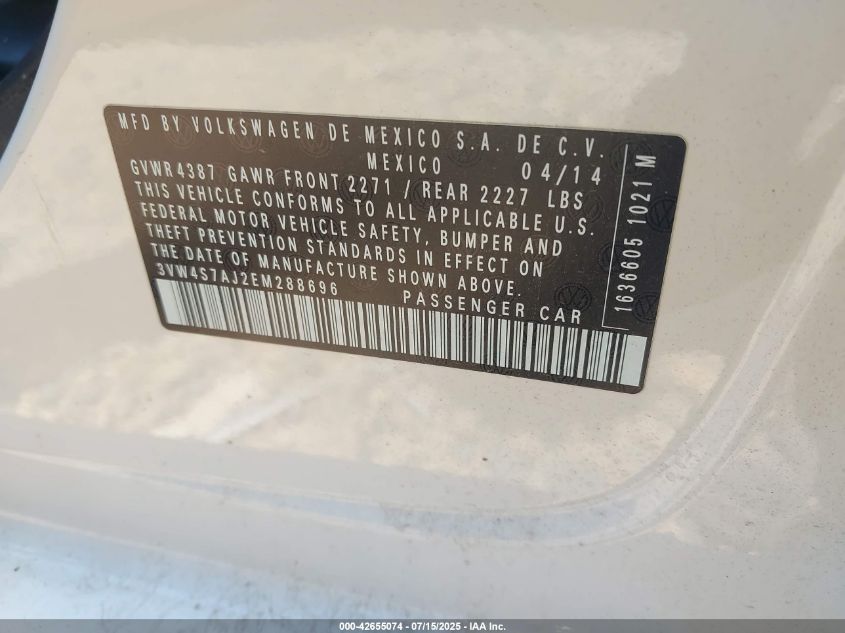 MFD BY VOLKSWAGEN DE MEXICO S.A. DE C.V.
MEXICO 04/14
GVWR 4387 GAWR FRONT 2271 / REAR 2227 LBS
THIS VEHICLE CONFORMS TO ALL APPLICABLE U.S.
FEDERAL MOTOR VEHICLE SAFETY, BUMPER AND
THEFT PREVENTION STANDARDS IN EFFECT ON
THE DATE OF MANUFACTURE SHOWN ABOVE.
3VW4S7AJ2EM288696 PASSENGER CAR
1636605 1021 M
000-42655074 - 07/15/2025 - IAA Inc.